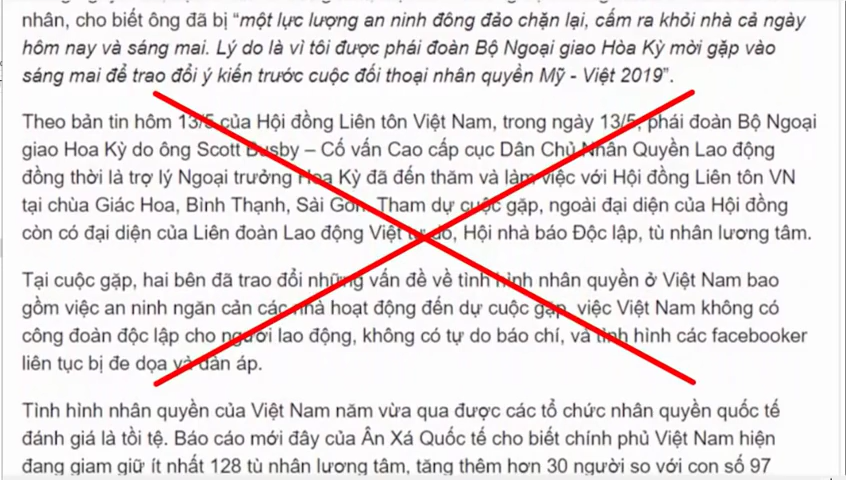 nhân, cho biết ông đã bị “một lực lượng an ninh đông đảo chặn lại, cấm ra khỏi nhà cả ngày
hôm nay và sáng mai. Lý do là vì tôi được phái đoàn Bộ Ngoại giao Hòa Kỳ mời gặp vào
sáng mai để trao đổi ý kiến trước cuộc đối thoại nhân quyền Mỹ - Việt 2019”.
Theo bản tin hôm 13/5 của Hội đồng Liên tôn Việt Nam, trong ngày 13/5, phái đoàn Bộ Ngoại
giao Hoa Kỳ do ông Scott Busby – Cố vấn Cao cấp cục Dân Chủ Nhân Quyền Lao động
đồng thời là trợ lý Ngoại trưởng Hoa Kỳ đã đến thăm và làm việc với Hội đồng Liên tôn VN
tại chùa Giác Hoa, Bình Thạnh, Sài Gòn. Tham dự cuộc gặp, ngoài đại diện của Hội đồng
còn có đại diện của Liên đoàn Lao động Việt tự do, Hội nhà báo Độc lập, tù nhân lương tâm.
Tại cuộc gặp, hai bên đã trao đổi những vấn đề về tình hình nhân quyền ở Việt Nam bao
gồm việc an ninh ngăn cản các nhà hoạt động đến dự cuộc gặp, việc Việt Nam không có
công đoàn độc lập cho người lao động, không có tự do báo chí, và tình hình các facebooker
liên tục bị đe dọa và đàn áp.
Tình hình nhân quyền của Việt Nam năm vừa qua được các tổ chức nhân quyền quốc tế
đánh giá là tồi tệ. Báo cáo mới đây của Ân Xá Quốc tế cho biết chính phủ Việt Nam hiện
đang giam giữ ít nhất 128 tù nhân lương tâm, tăng thêm hơn 30 người so với con số 97